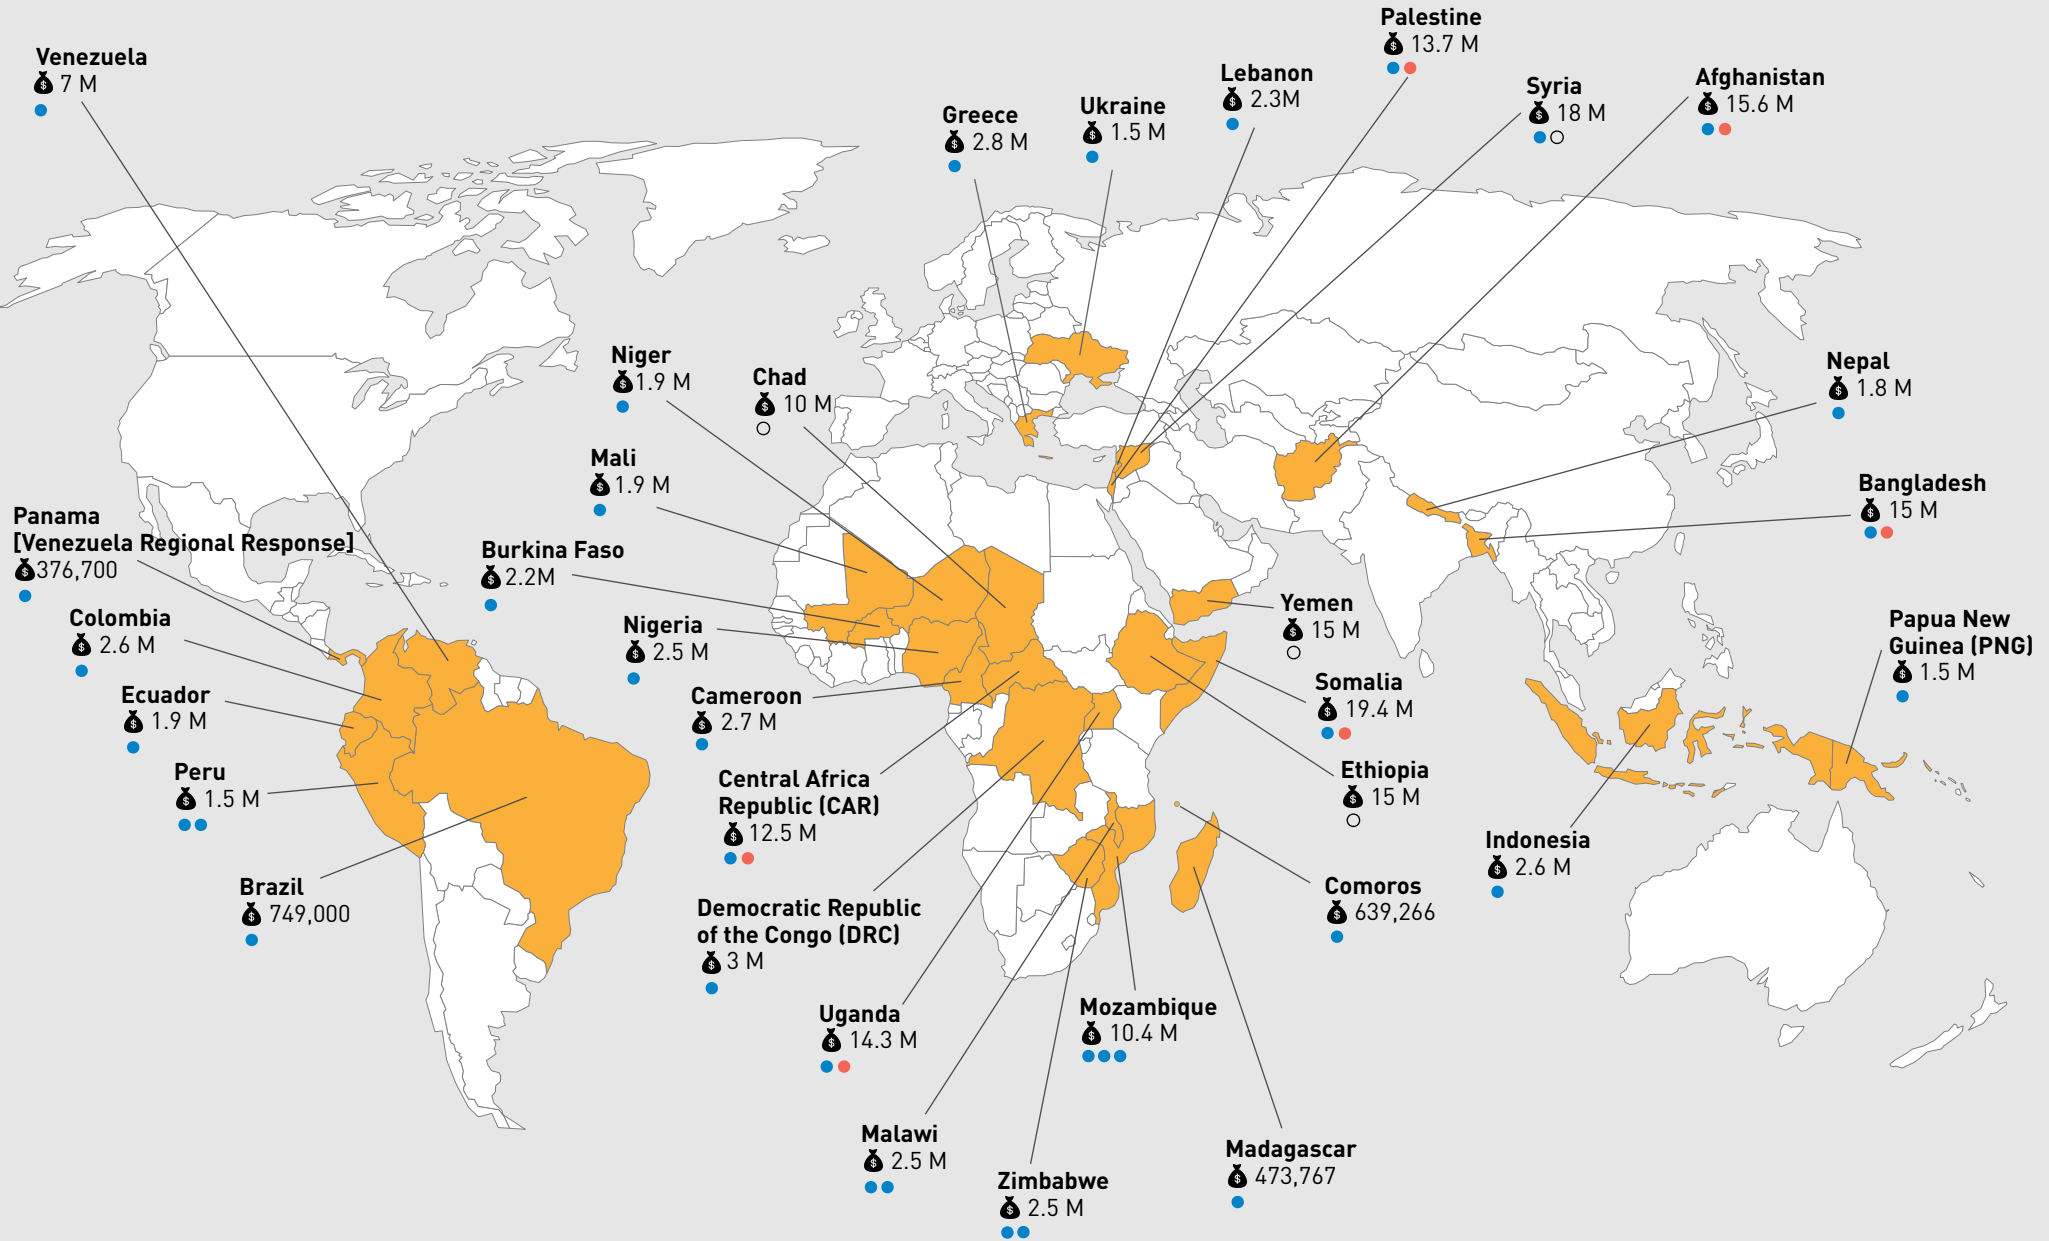 Venezuela
$ 7 M
Palestine
$ 13.7 M
Lebanon
$ 2.3M
Syria
$ 18 M
Afghanistan
$ 15.6 M
Greece
$ 2.8 M
Ukraine
$ 1.5 M
Niger
$ 1.9 M
Chad
$ 10 M
Nepal
$ 1.8 M
Mali
$ 1.9 M
Bangladesh
$ 15 M
Panama
[Venezuela Regional Response]
$ 376,700
Burkina Faso
$ 2.2M
Colombia
$ 2.6 M
Nigeria
$ 2.5 M
Yemen
$ 15 M
Papua New
Guinea (PNG)
$ 1.5 M
Ecuador
$ 1.9 M
Cameroon
$ 2.7 M
Somalia
$ 19.4 M
Peru
$ 1.5 M
Central Africa
Republic (CAR)
$ 12.5 M
Ethiopia
$ 15 M
Indonesia
$ 2.6 M
Brazil
$ 749,000
Democratic Republic
of the Congo (DRC)
$ 3 M
Comoros
$ 639,266
Uganda
$ 14.3 M
Mozambique
$ 10.4 M
Malawi
$ 2.5 M
Zimbabwe
$ 2.5 M
Madagascar
$ 473,767